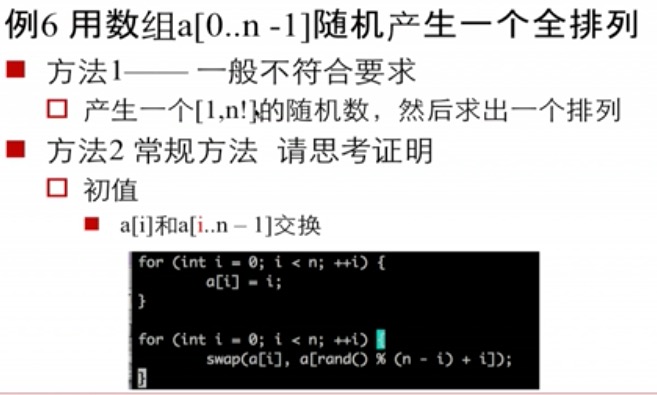 例6 用数组a[0..n -1]随机产生一个全排列
方法1—— 一般不符合要求
产生一个[1,n!]的随机数，然后求出一个排列
方法2 常规方法 请思考证明
初值
a[i]和a[i..n – 1]交换
for (int i = 0; i < n; ++i) {
a[i] = i;
}
for (int i = 0; i < n; ++i) {
swap(a[i], a[rand() % (n - i) + i]);
}